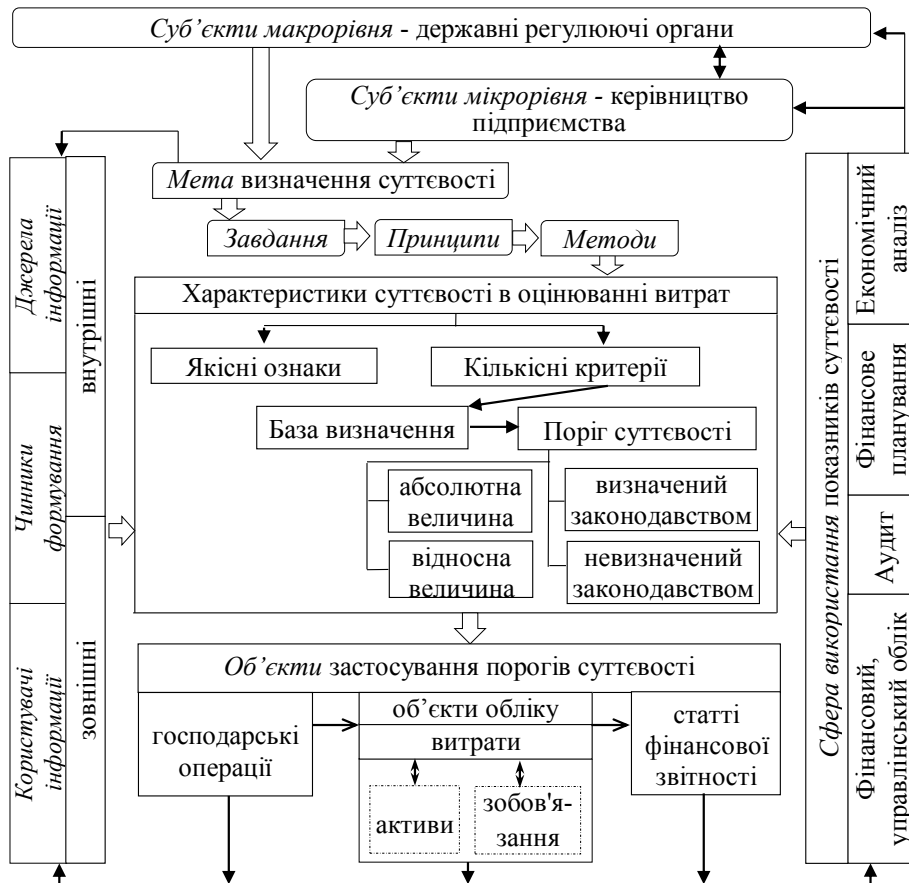 Суб’єкти макрорівня - державні регулюючі органи
Суб’єкти мікрорівня - керівництво
підприємства
Мета визначення суттєвості
Завдання
Принципи
Методи
Джерела
інформації
Чинники
формування
Користувачі
інформації
внутрішні
зовнішні
Характеристики суттєвості в оцінюванні витрат
Якісні ознаки
Кількісні критерії
База визначення
Поріг суттєвості
абсолютна
величина
відносна
величина
визначений
законодавством
невизначений
законодавством
Об’єкти застосування порогів суттєвості
господарські
операції
об’єкти обліку
витрати
активи
зобов'я-
зання
статті
фінансової
звітності
Сфера використання показників суттєвості
Економічний
аналіз
Фінансове
планування
Аудит
Фінансовий,
управлінський облік